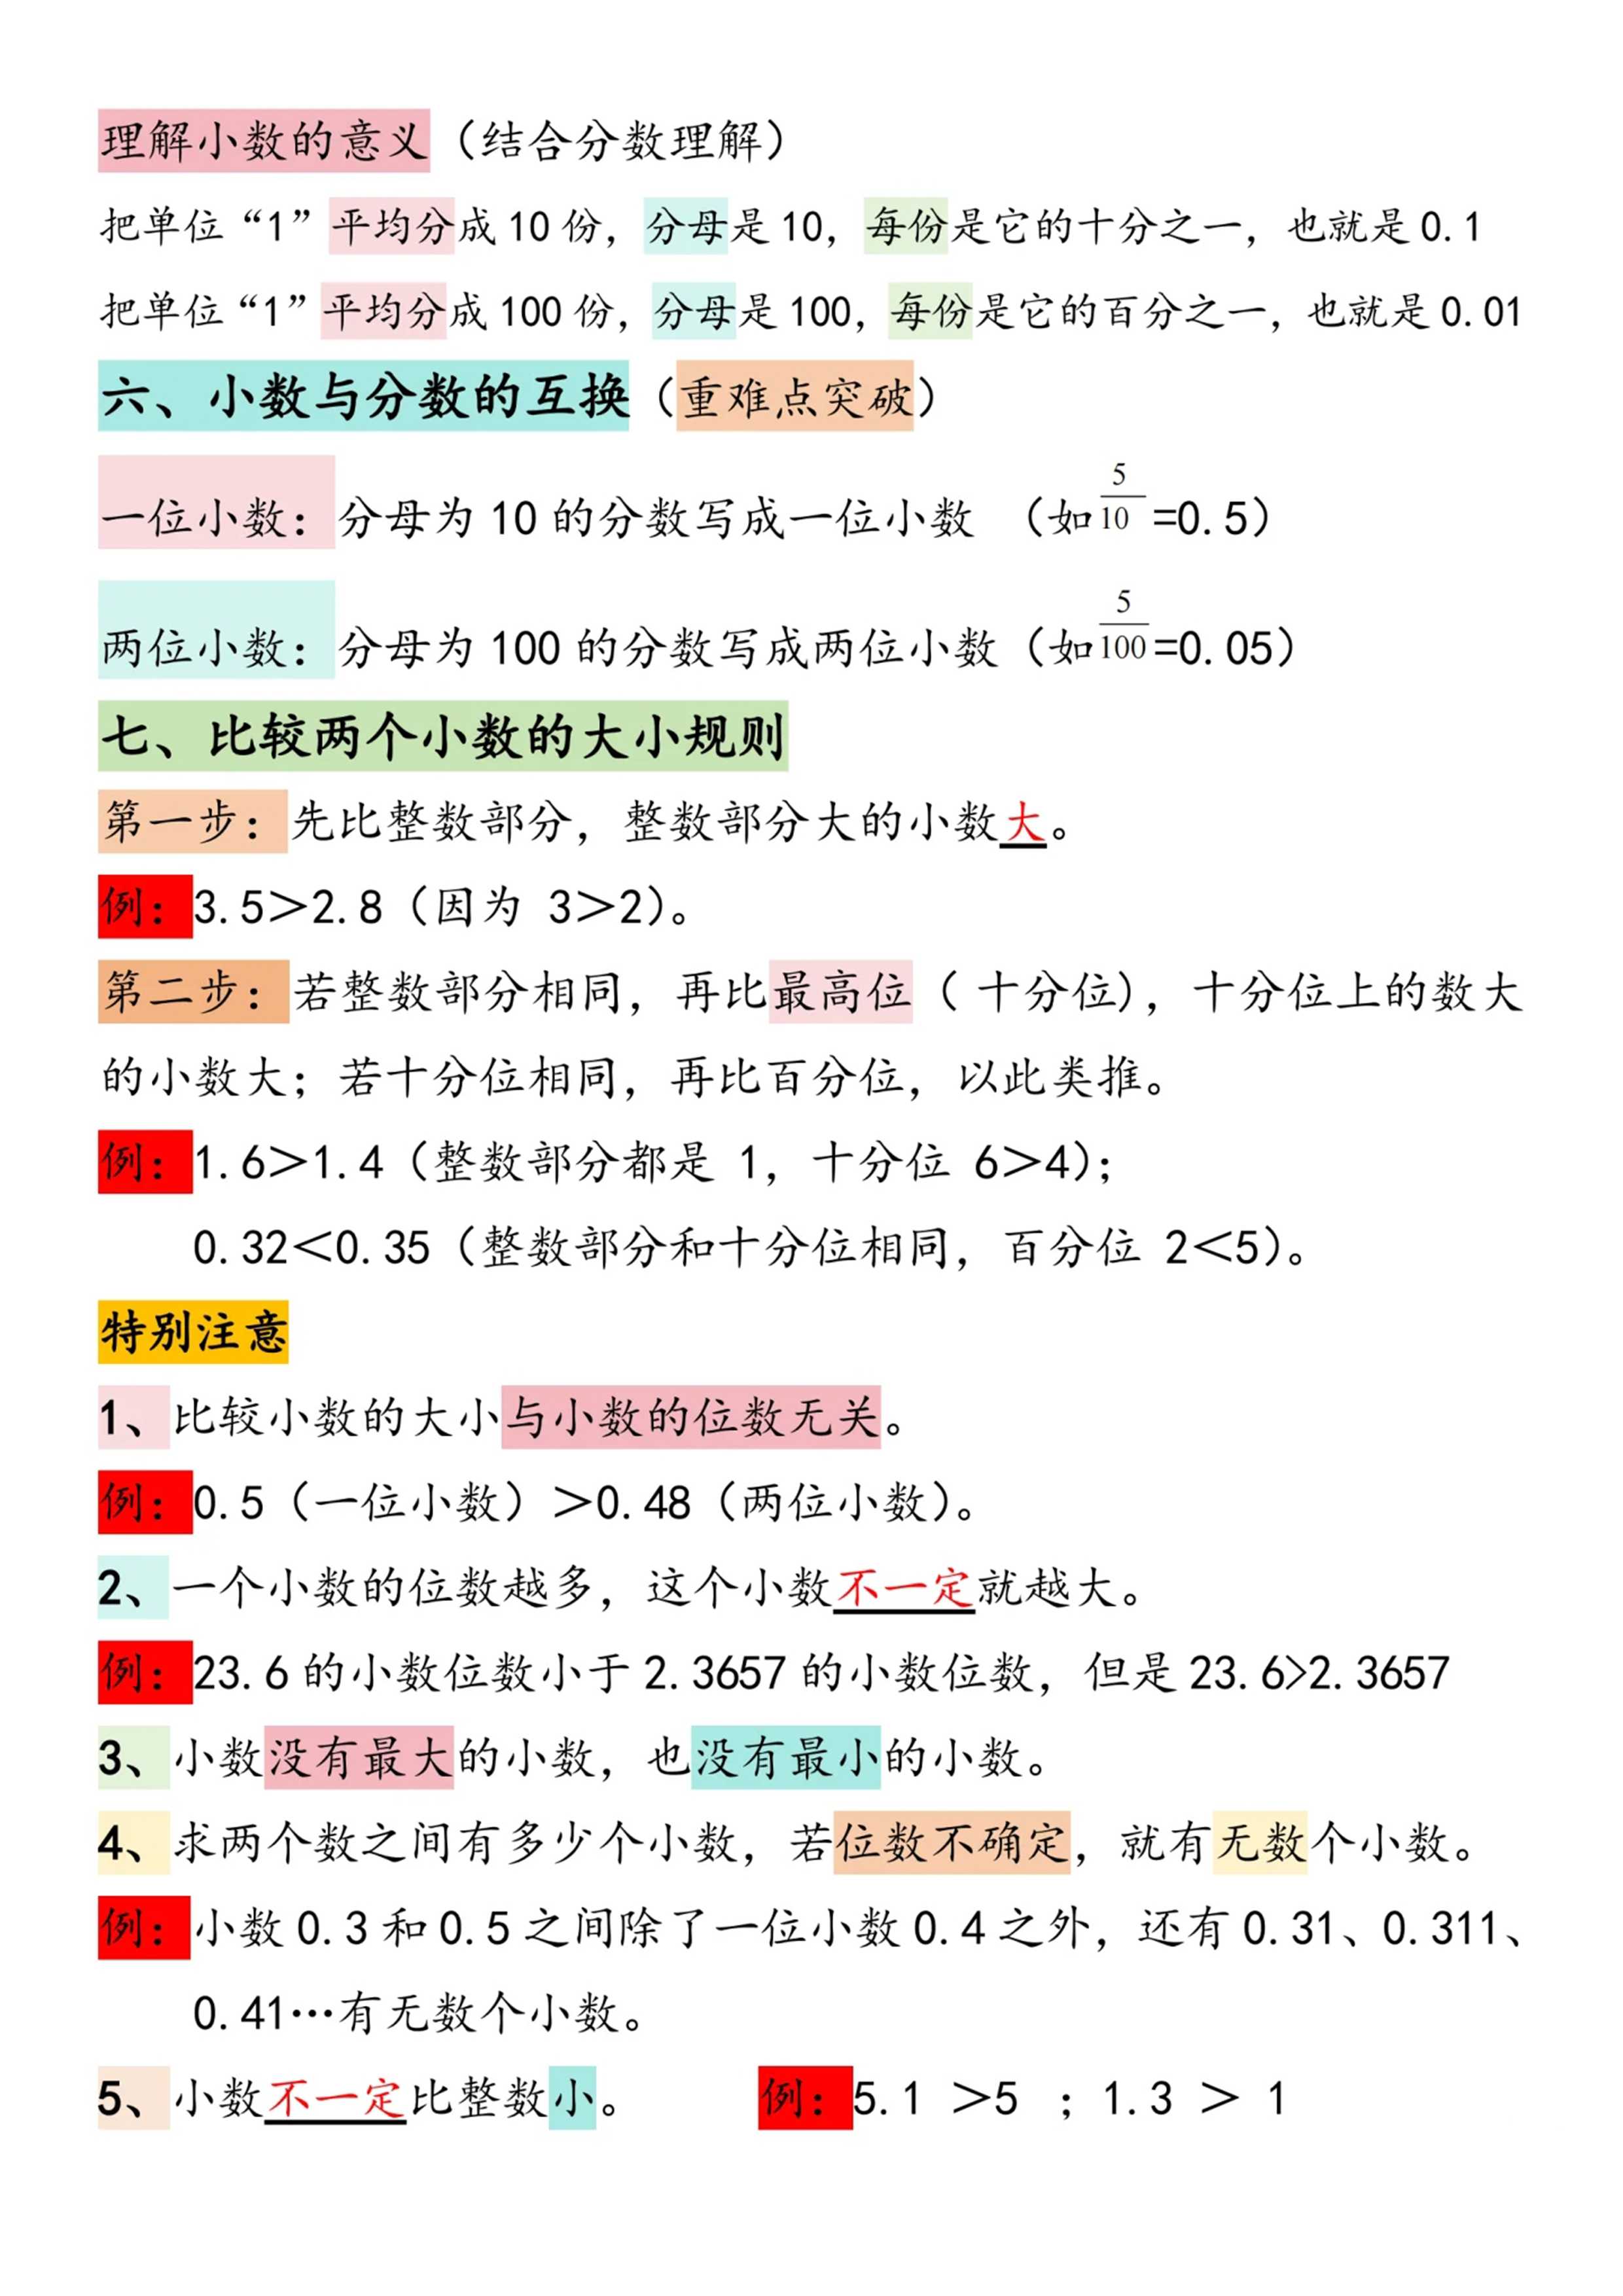 理解小数的意义（结合分数理解）
把单位“1”平均分成10份，分母是10，每份是它的十分之一，也就是0.1
把单位“1”平均分成100份，分母是100，每份是它的百分之一，也就是0.01
六、小数与分数的互换（重难点突破）
一位小数：分母为10的分数写成一位小数 （如5/10=0.5）
两位小数：分母为100的分数写成两位小数（如5/100=0.05）
七、比较两个小数的大小规则
第一步：先比整数部分，整数部分大的小数大。
例：3.5＞2.8（因为 3＞2）。
第二步：若整数部分相同，再比最高位（ 十分位），十分位上的数大
的小数大；若十分位相同，再比百分位，以此类推。
例：1.6＞1.4（整数部分都是 1，十分位 6＞4）；
0.32＜0.35（整数部分和十分位相同，百分位 2＜5）。
特别注意
1、比较小数的大小与小数的位数无关。
例：0.5（一位小数）＞0.48（两位小数）。
2、一个小数的位数越多，这个小数不一定就越大。
例：23.6的小数位数小于2.3657的小数位数，但是23.6>2.3657
3、小数没有最大的小数，也没有最小的小数。
4、求两个数之间有多少个小数，若位数不确定，就有无数个小数。
例：小数0.3和0.5之间除了一位小数0.4之外，还有0.31、0.311、
0.41…有无数个小数。
5、小数不一定比整数小。 例：5.1 ＞5 ；1.3 ＞ 1